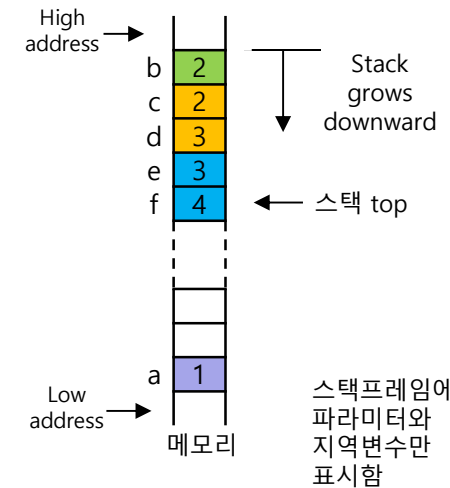 High
address
b 2
c 2
d 3
e 3
f 4
Stack
grows
downward
스택 top
a 1
Low
address
메모리
스택프레임에
파라미터와
지역변수만
표시함